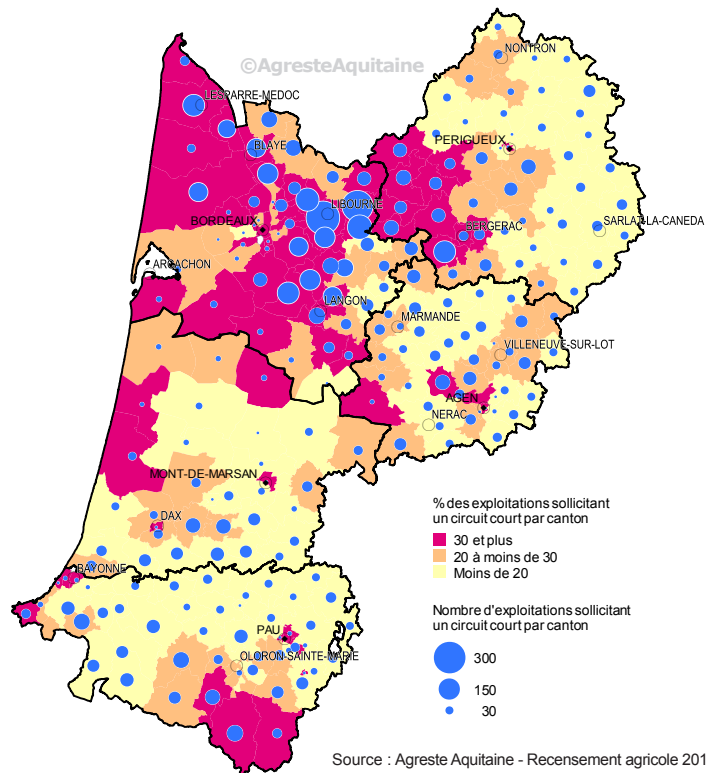 ©AgresteAquitaine
NONTRON
LESPARRE-MEDOC
BLAYE
PERIGUEUX
LIBOURNE
BORDEAUX
BERGERAC
SARLAT-LA-CANEDA
ARCACHON
LANGON
MARMANDE
VILLENEUVE-SUR-LOT
AGEN
NERAC
MONT-DE-MARSAN
DAX
BAYONNE
PAU
OLORON-SAINTE-MARIE
% des exploitations sollicitant
un circuit court par canton
30 et plus
20 à moins de 30
Moins de 20
Nombre d'exploitations sollicitant
un circuit court par canton
300
150
30
Source : Agreste Aquitaine - Recensement agricole 201